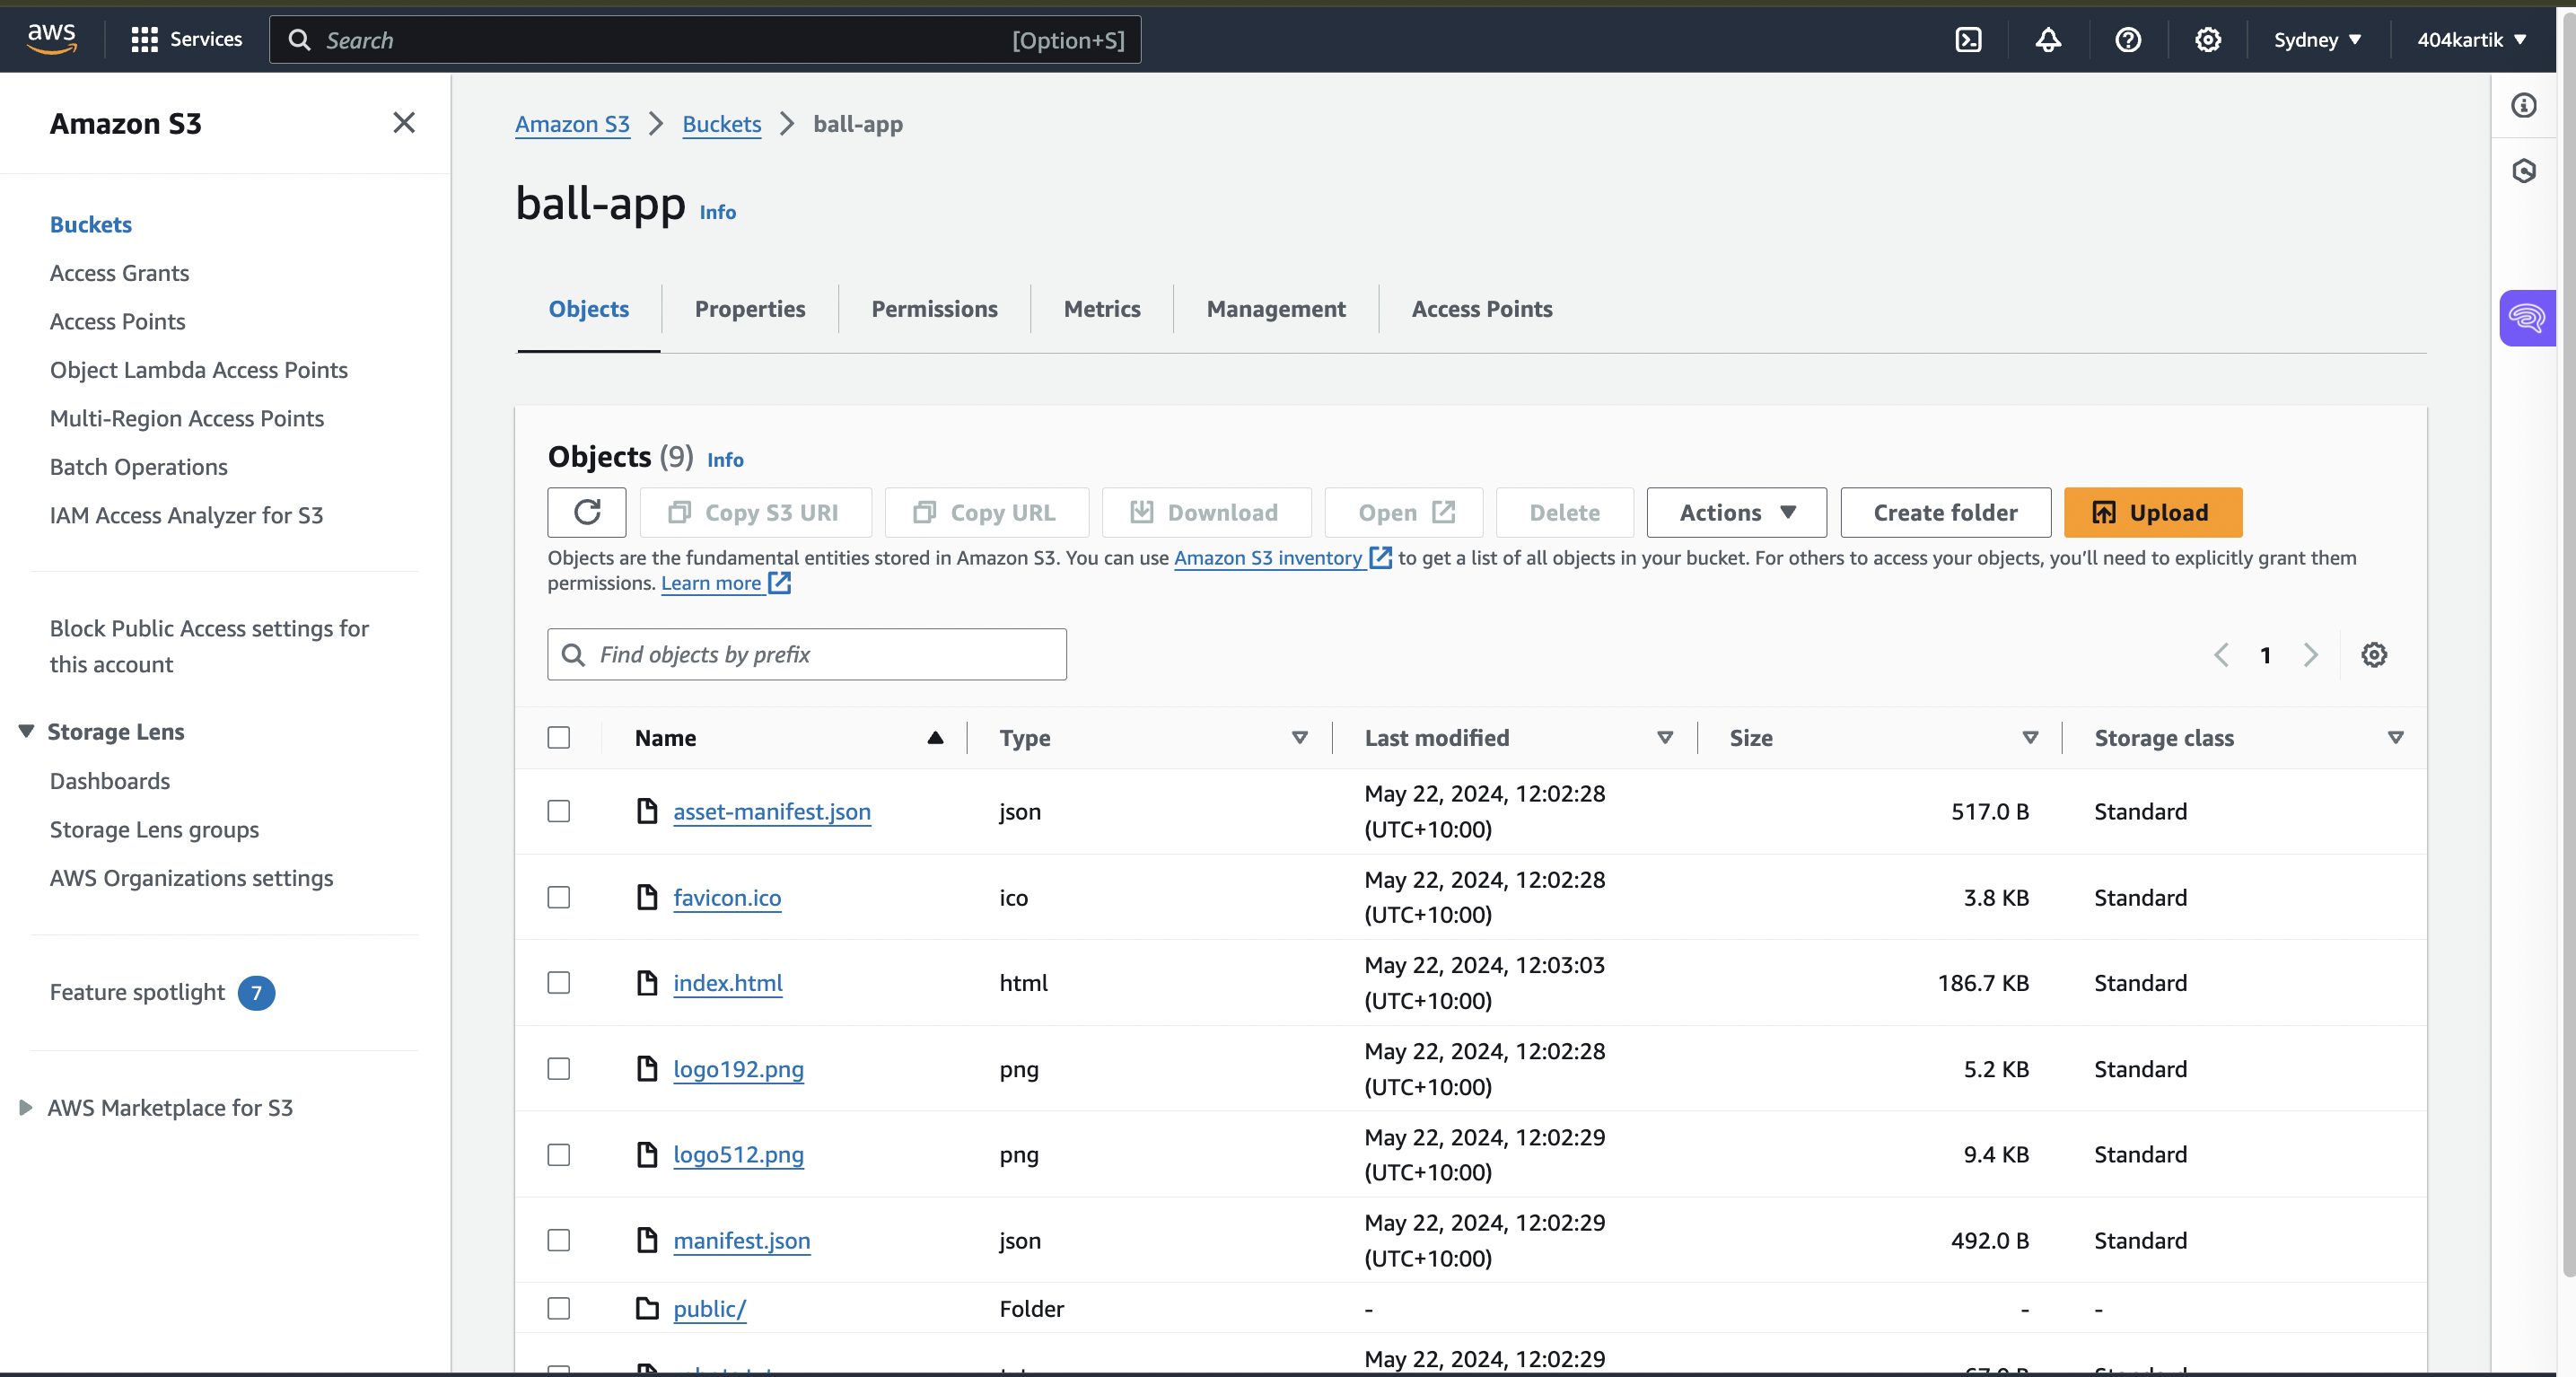 aws
Services
Search
[Option+S]
Sydney
404kartik
Amazon S3
Buckets
Access Grants
Access Points
Object Lambda Access Points
Multi-Region Access Points
Batch Operations
IAM Access Analyzer for S3
Block Public Access settings for
this account
Storage Lens
Dashboards
Storage Lens groups
AWS Organizations settings
Feature spotlight 7
AWS Marketplace for S3
Amazon S3 > Buckets > ball-app
ball-app Info
Objects
Properties
Permissions
Metrics
Management
Access Points
Objects (9) Info
Copy S3 URI
Copy URL
Download
Open
Delete
Actions
Create folder
Upload
Objects are the fundamental entities stored in Amazon S3. You can use Amazon S3 inventory to get a list of all objects in your bucket. For others to access your objects, you’ll need to explicitly grant them
permissions. Learn more
Find objects by prefix
1
Name Type Last modified Size Storage class
asset-manifest.json json May 22, 2024, 12:02:28 (UTC+10:00) 517.0 B Standard
favicon.ico ico May 22, 2024, 12:02:28 (UTC+10:00) 3.8 KB Standard
index.html html May 22, 2024, 12:03:03 (UTC+10:00) 186.7 KB Standard
logo192.png png May 22, 2024, 12:02:28 (UTC+10:00) 5.2 KB Standard
logo512.png png May 22, 2024, 12:02:29 (UTC+10:00) 9.4 KB Standard
manifest.json json May 22, 2024, 12:02:29 (UTC+10:00) 492.0 B Standard
public/ Folder - - -
May 22, 2024, 12:02:29